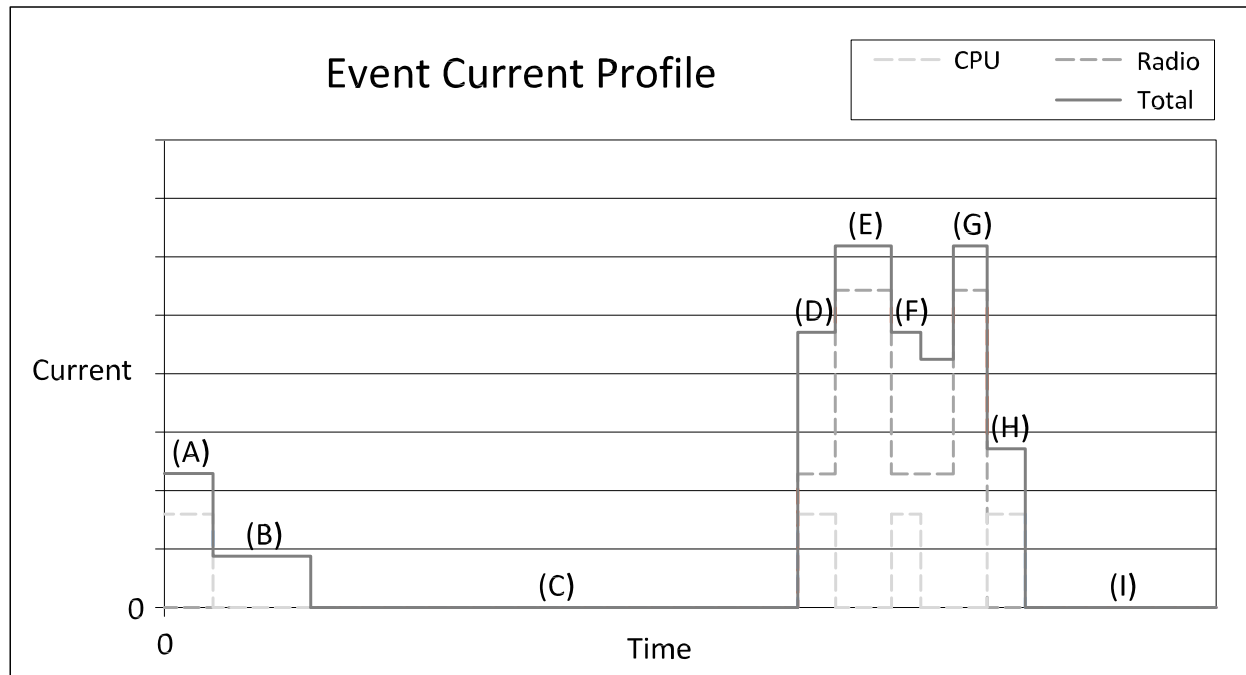 Event Current Profile
CPU
Radio
Total
(E)
(G)
(D)
(F)
Current
(H)
(A)
(B)
(C)
(I)
0
0
Time